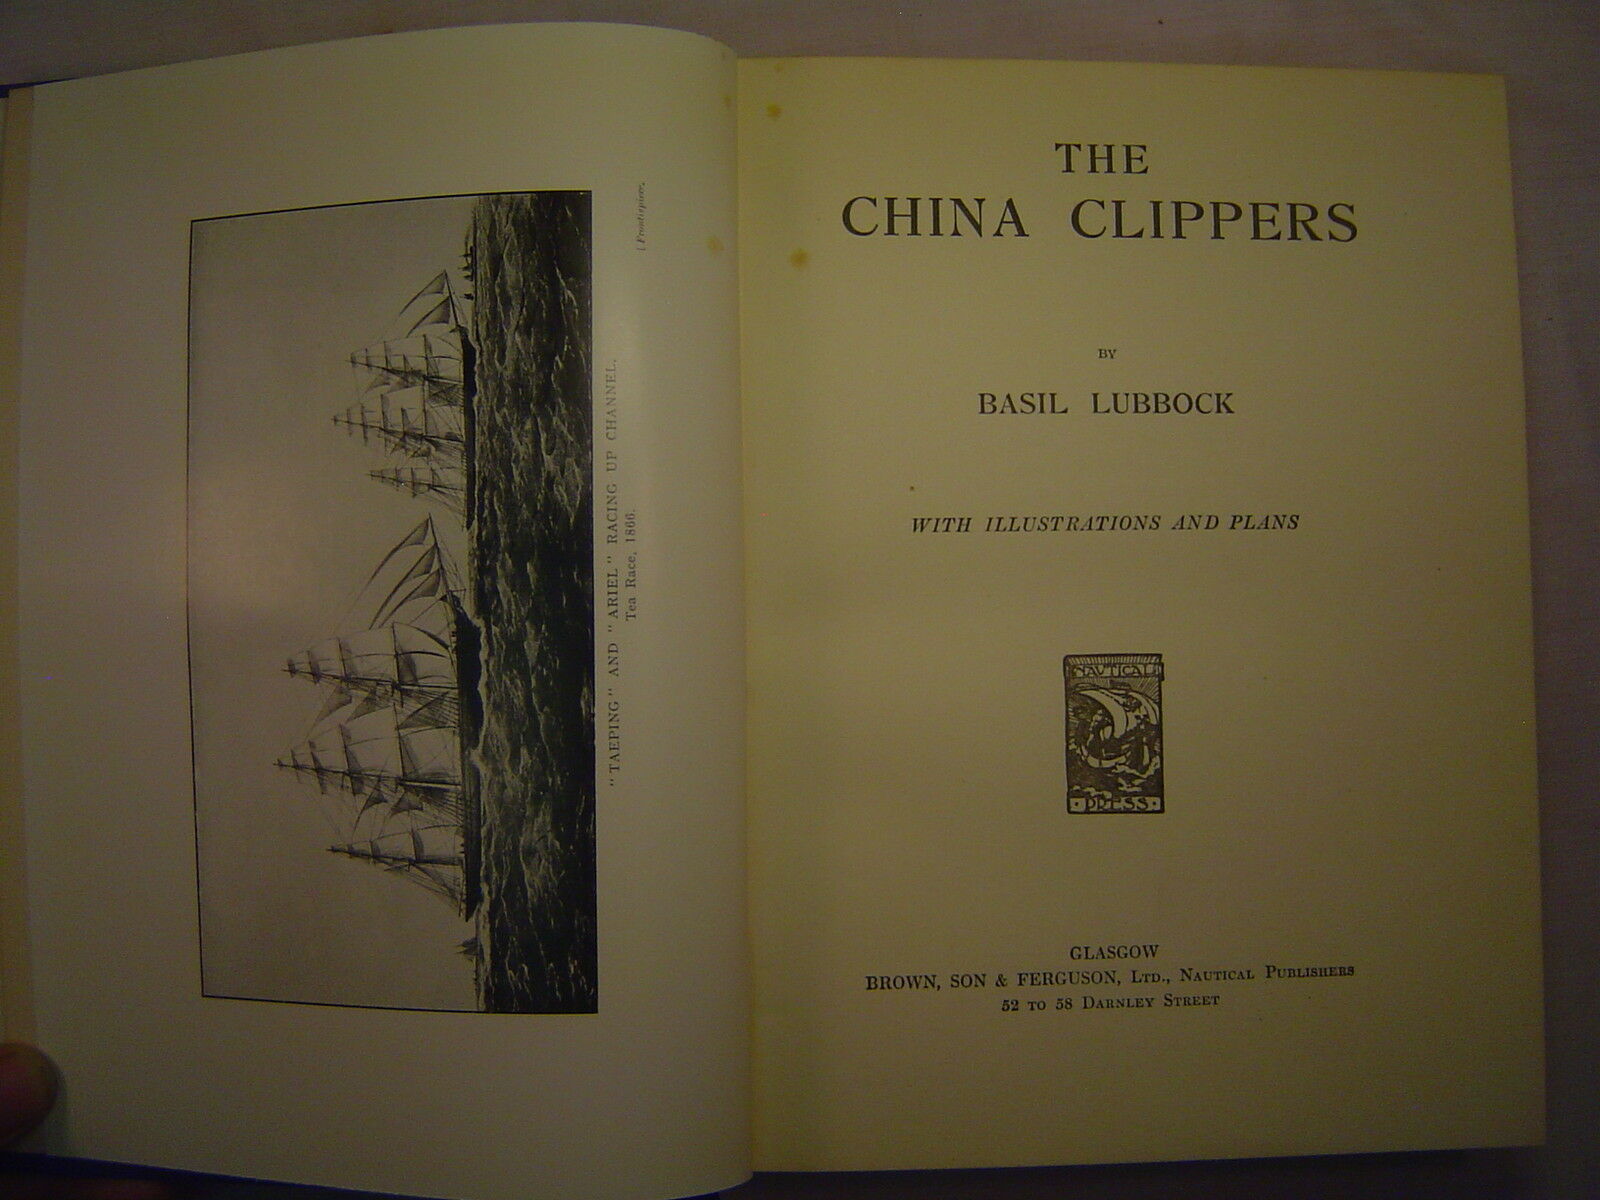 [Frontispiece.
"TAEPING" AND "ARIEL" RACING UP CHANNEL.
Tea Race, 1866.
THE
CHINA CLIPPERS
BY
BASIL LUBBOCK
WITH ILLUSTRATIONS AND PLANS
NAUTICAL
· PRESS ·
GLASGOW
BROWN, SON & FERGUSON, LTD., NAUTICAL PUBLISHERS
52 TO 58 DARNLEY STREET